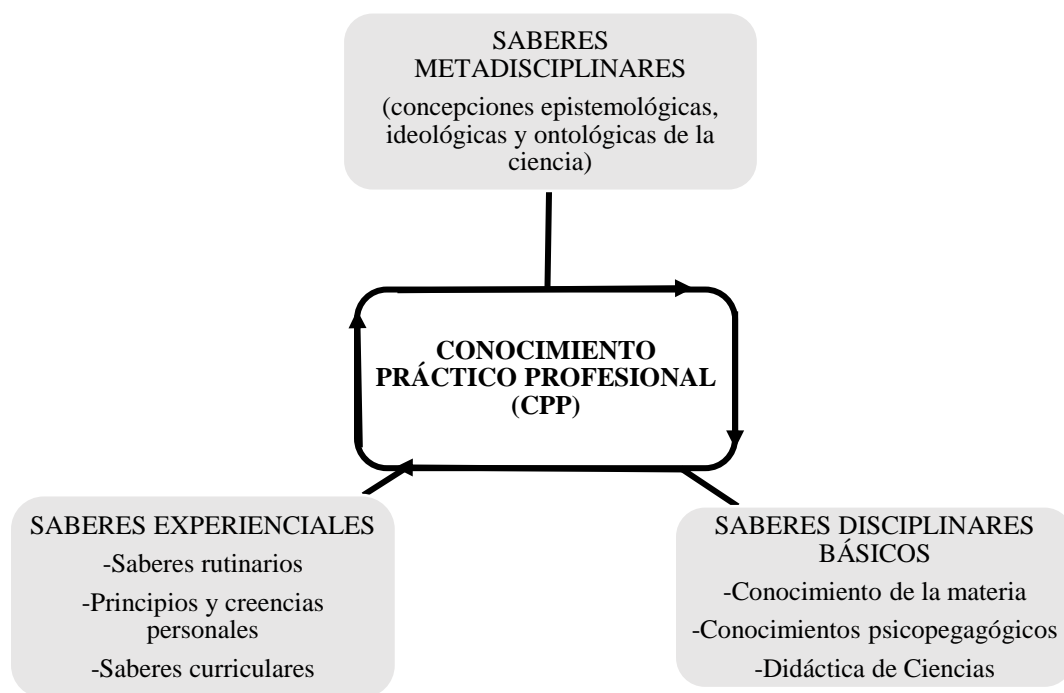 SABERES
METADISCIPLINARES
(concepciones epistemológicas,
ideológicas y ontológicas de la
ciencia)
CONOCIMIENTO
PRÁCTICO PROFESIONAL
(CPP)
SABERES EXPERIENCIALES
-Saberes rutinarios
-Principios y creencias
personales
-Saberes curriculares
SABERES DISCIPLINARES
BÁSICOS
-Conocimiento de la materia
-Conocimientos psicopegagógicos
-Didáctica de Ciencias